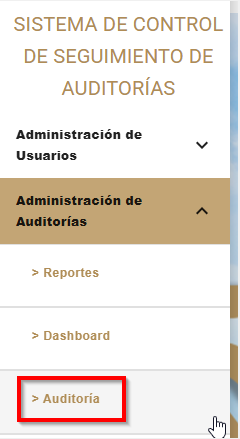 SISTEMA DE CONTROL
DE SEGUIMIENTO DE
AUDITORÍAS
Administración de
Usuarios
Administración de
Auditorías
> Reportes
> Dashboard
> Auditoría